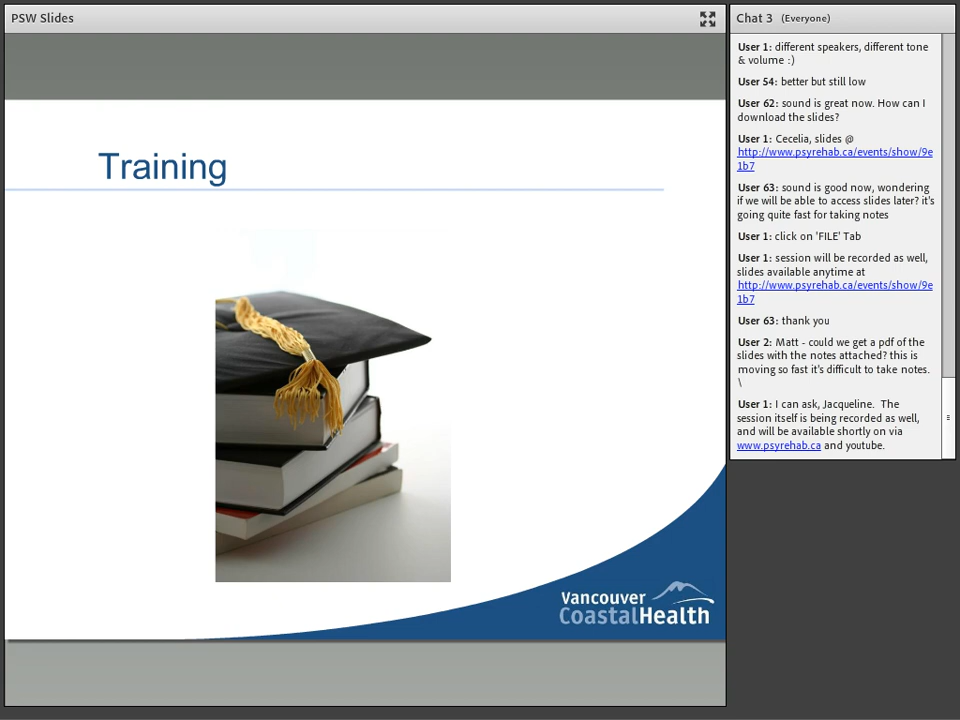 PSW Slides
Training
Vancouver
CoastalHealth
Chat 3 (Everyone)
User 1: different speakers, different tone
& volume :)
User 54: better but still low
User 62: sound is great now. How can I
download the slides?
User 1: Cecelia, slides @
http://www.psyrehab.ca/events/show/9e
1b7
User 63: sound is good now, wondering
if we will be able to access slides later? it's
going quite fast for taking notes
User 1: click on 'FILE' Tab
User 1: session will be recorded as well,
slides available anytime at
http://www.psyrehab.ca/events/show/9e
1b7
User 63: thank you
User 2: Matt - could we get a pdf of the
slides with the notes attached? this is
moving so fast it's difficult to take notes.
\
User 1: I can ask, Jacqueline. The
session itself is being recorded as well,
and will be available shortly on via
www.psyrehab.ca and youtube.